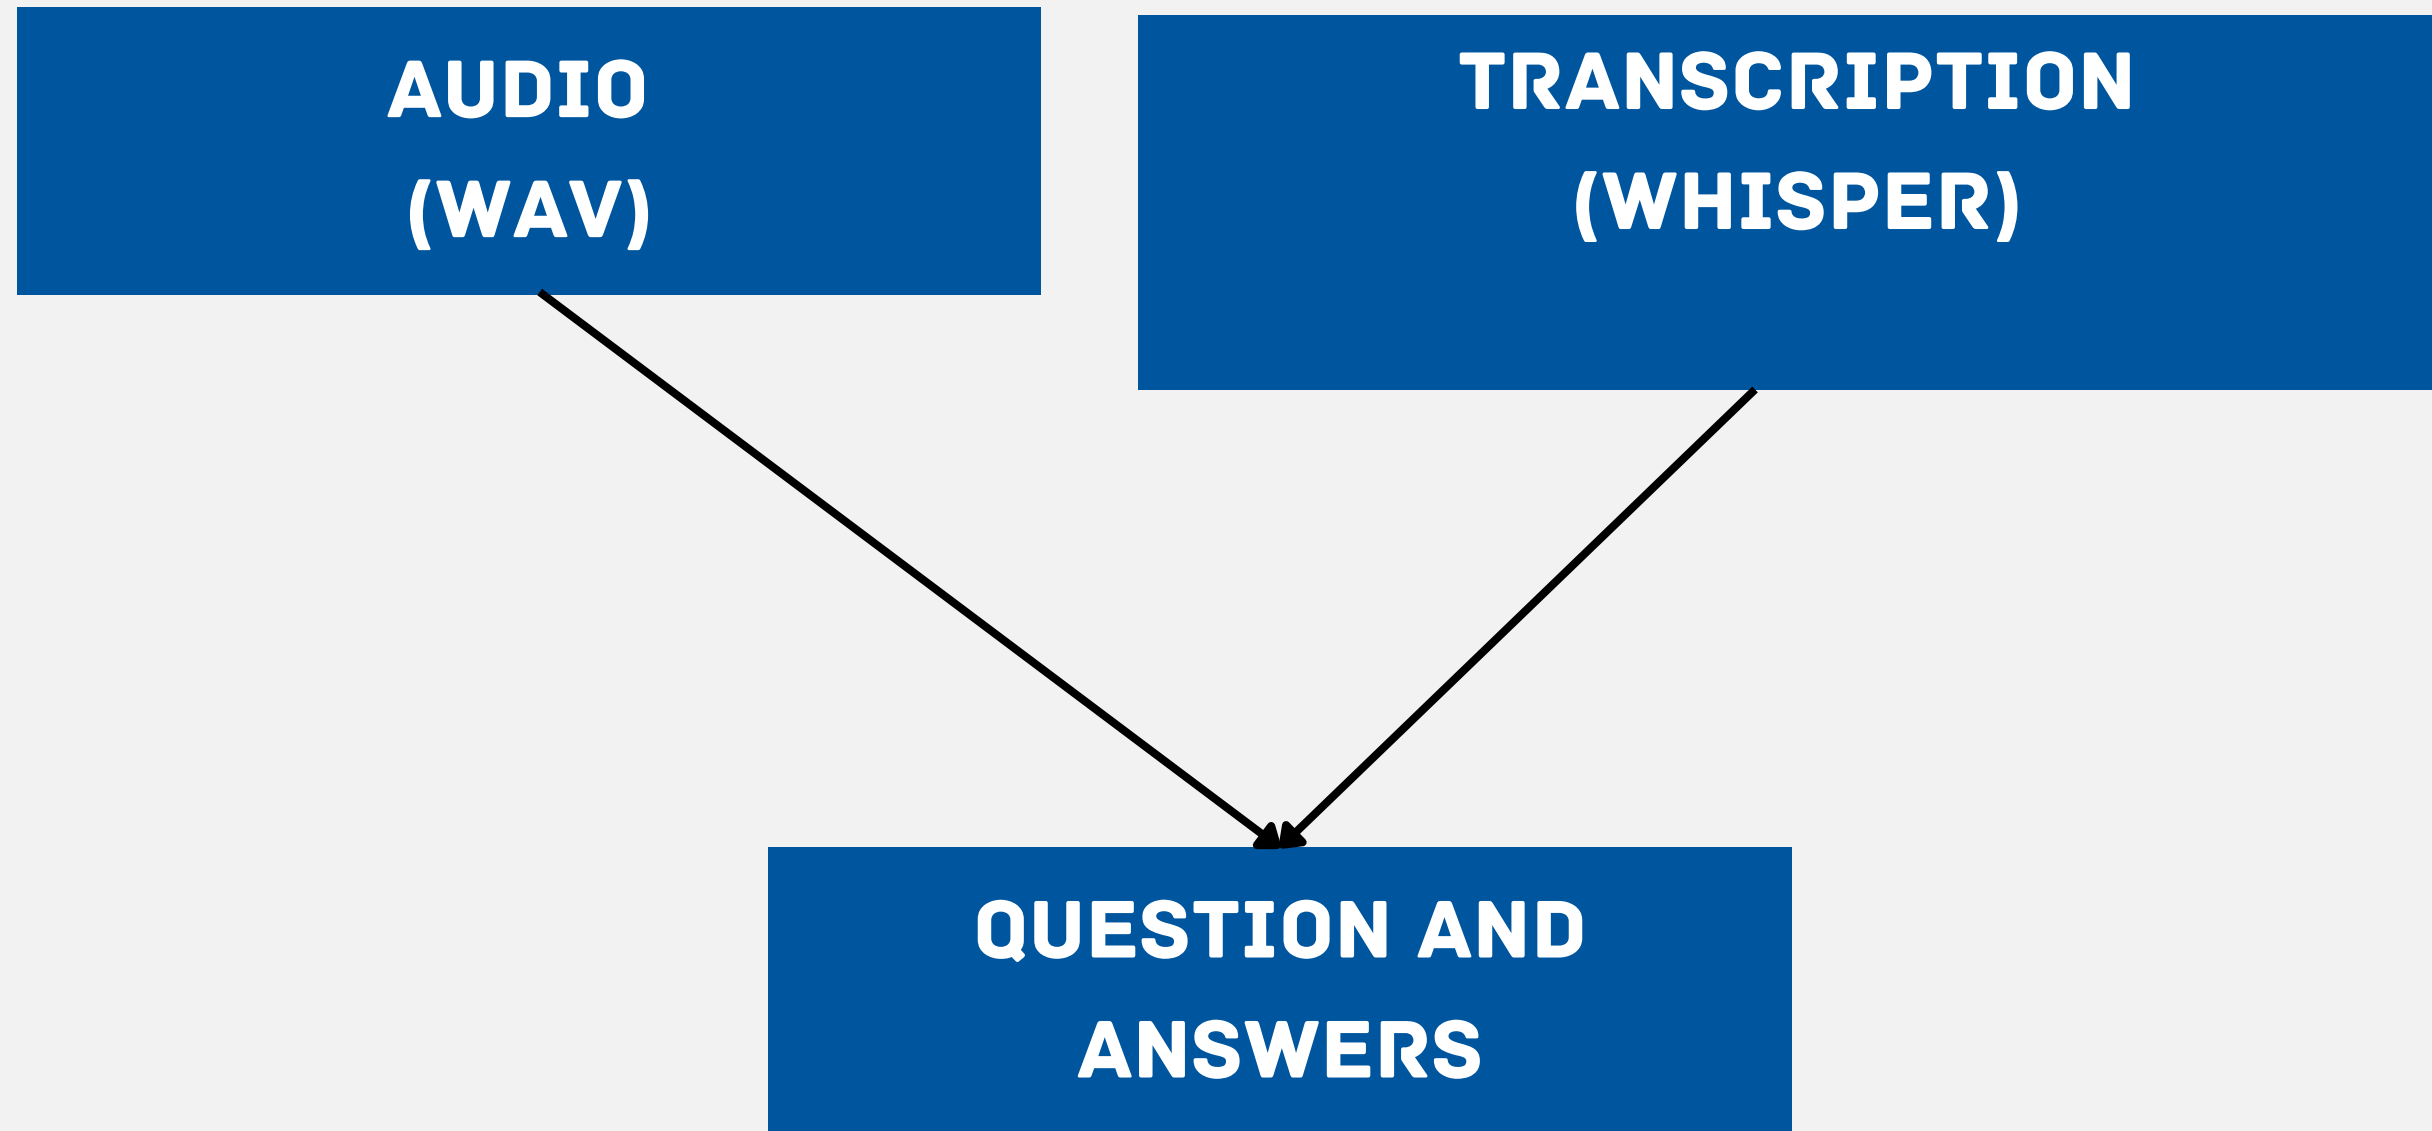 AUDIO
(WAV)
TRANSCRIPTION
(WHISPER)
QUESTION AND
ANSWERS